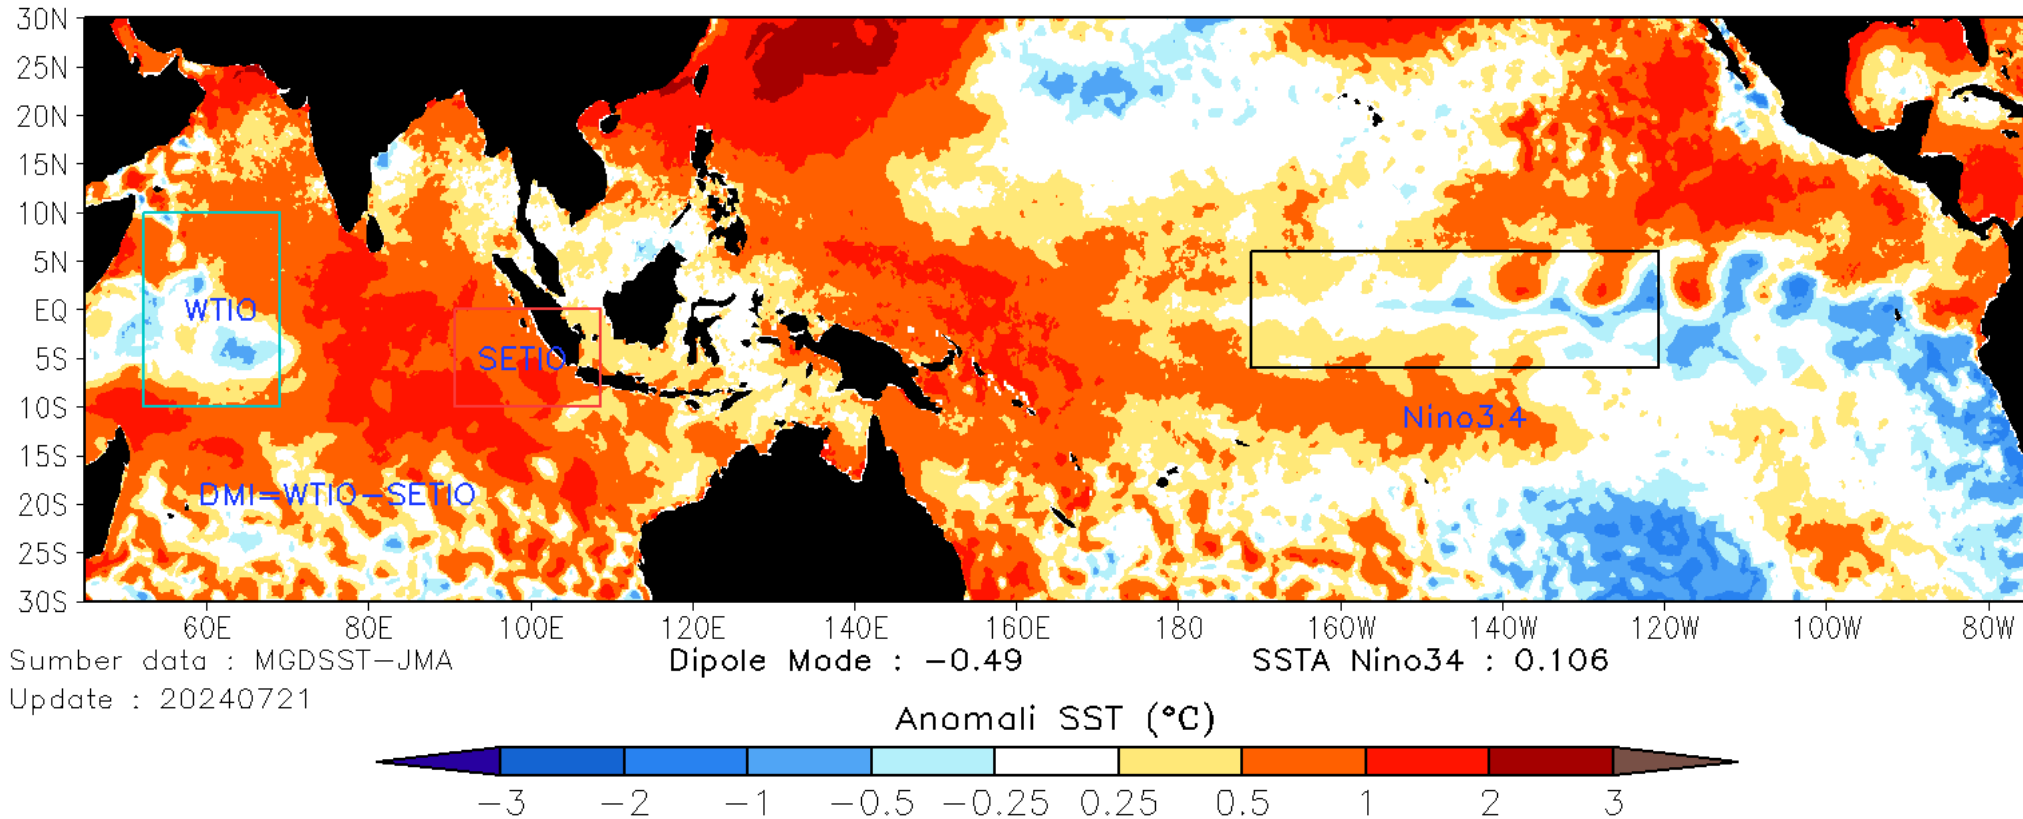 30N
25N
20N
15N
10N
5N
EQ
5S
10S
15S
20S
25S
30S
WTIO
SETIO
Nino3.4
DMI=WTIO-SETIO
60E 80E 100E 120E 140E 160E 180 160W 140W 120W 100W 80W
Sumber data : MGDSST-JMA
Dipole Mode : -0.49
SSTA Nino34 : 0.106
Update : 20240721
Anomali SST (°C)
-3 -2 -1 -0.5 -0.25 0.25 0.5 1 2 3